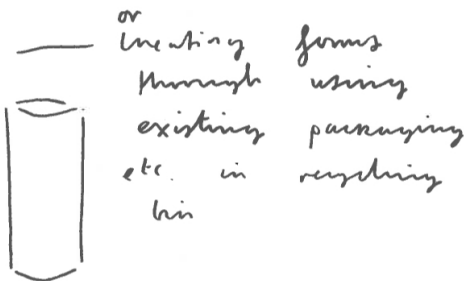 or
creating forms
through using
existing packaging
etc. in recycling
bin